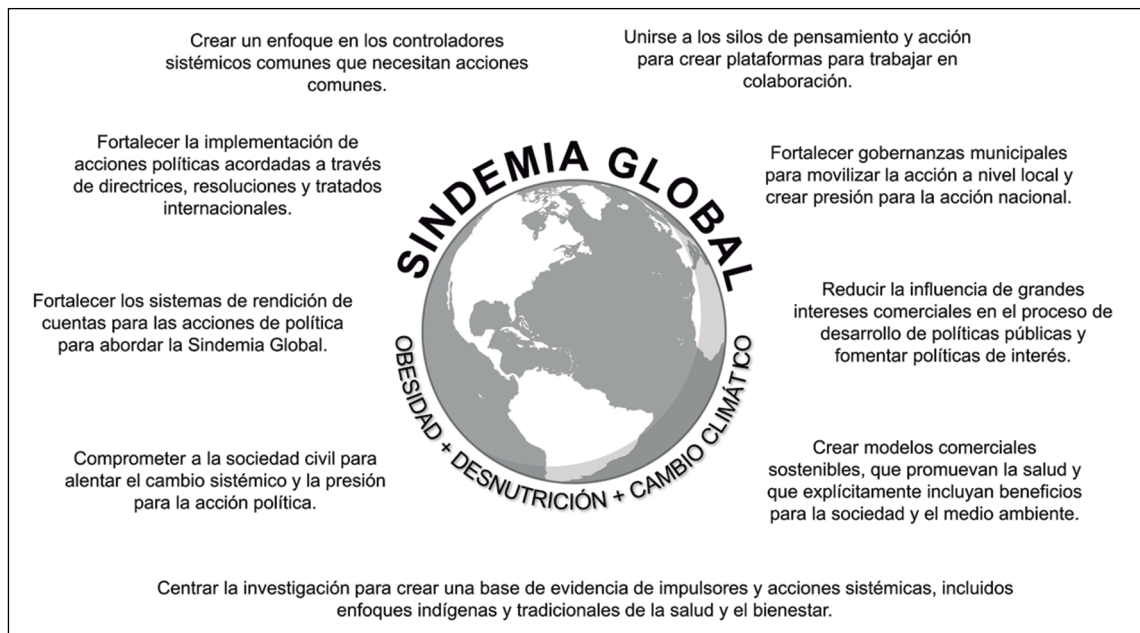 Crear un enfoque en los controladores
sistémicos comunes que necesitan acciones
comunes.
Unirse a los silos de pensamiento y acción
para crear plataformas para trabajar en
colaboración.
Fortalecer la implementación de
acciones políticas acordadas a través
de directrices, resoluciones y tratados
internacionales.
Fortalecer gobernanzas municipales
para movilizar la acción a nivel local y
crear presión para la acción nacional.
SINDEMIA GLOBAL
Fortalecer los sistemas de rendición de
cuentas para las acciones de política
para abordar la Sindemia Global.
Reducir la influencia de grandes
intereses comerciales en el proceso de
desarrollo de políticas públicas y
fomentar políticas de interés.
OBESIDAD + DESNUTRICIÓN + CAMBIO CLIMÁTICO
Comprometer a la sociedad civil para
alentar el cambio sistémico y la presión
para la acción política.
Crear modelos comerciales
sostenibles, que promuevan la salud y
que explícitamente incluyan beneficios
para la sociedad y el medio ambiente.
Centrar la investigación para crear una base de evidencia de impulsores y acciones sistémicas, incluidos
enfoques indígenas y tradicionales de la salud y el bienestar.